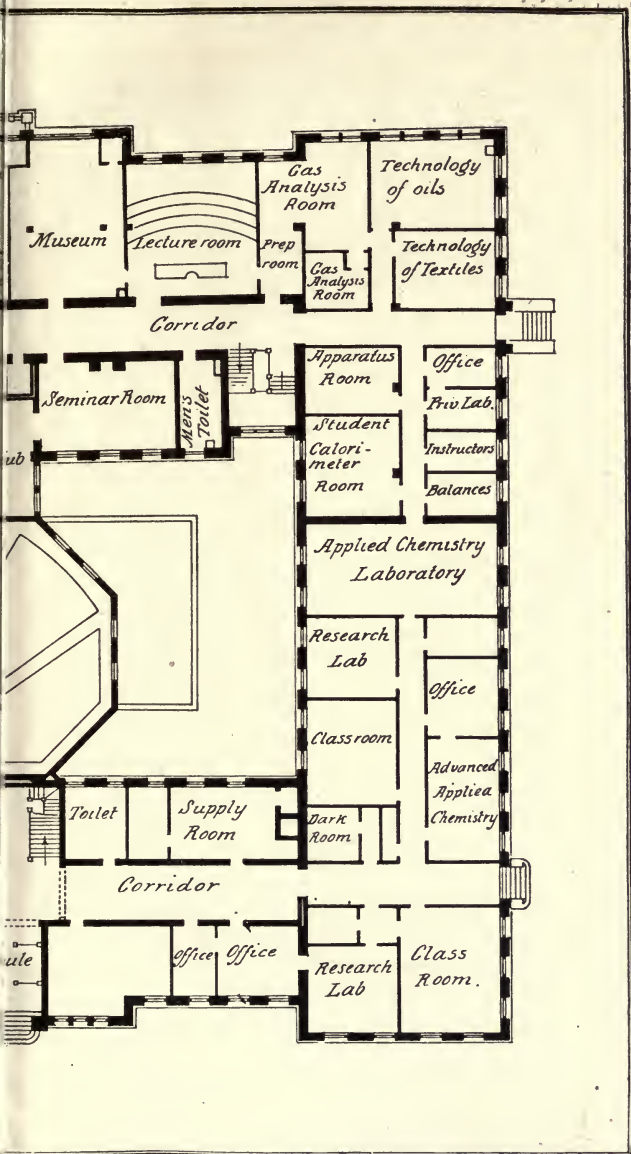 Gas
Analysis
Room
Technology
of oils
Museum
Lecture room
Prep
room
Gas
Analysis
Room
Technology
of Textiles
Corridor
Apparatus
Room
Office
Priv. Lab.
Seminar Room
Men's
Toilet
Student
Calori-
meter
Room
Instructors
Balances
ub
Applied Chemistry
Laboratory
Research
Lab
Office
Classroom
Advanced
Applied
Chemistry
Toilet
Supply
Room
Dark
Room
Corridor
ule
Office
Office
Research
Lab
Class
Room.